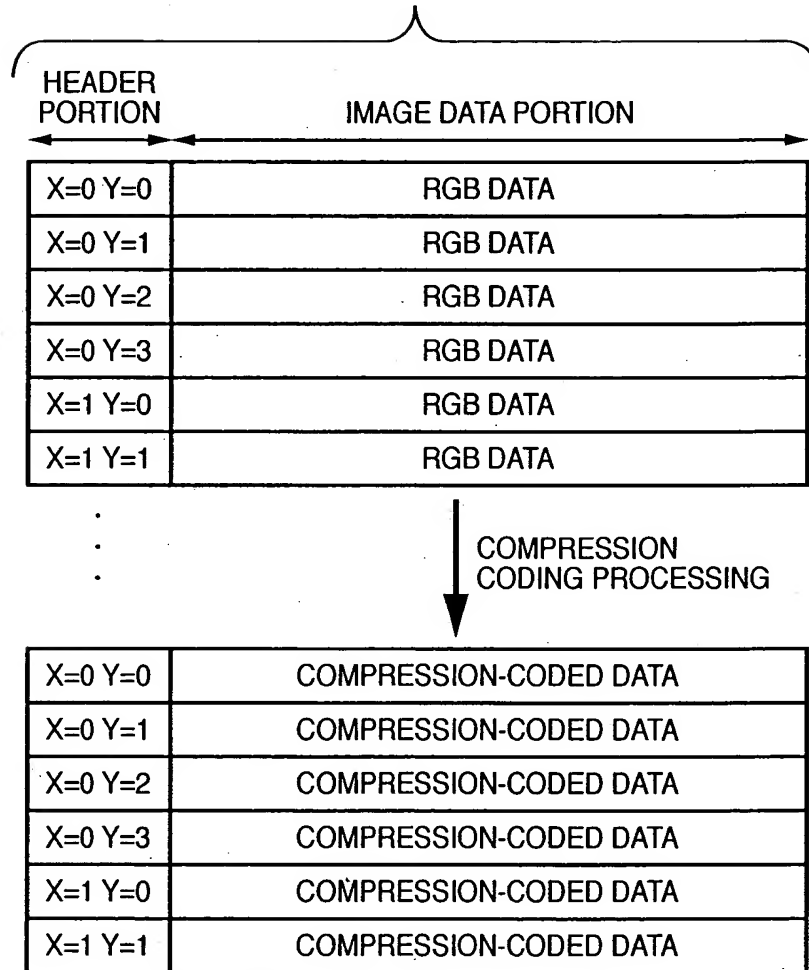 HEADER
PORTION
IMAGE DATA PORTION
X=0 Y=0 RGB DATA
X=0 Y=1 RGB DATA
X=0 Y=2 RGB DATA
X=0 Y=3 RGB DATA
X=1 Y=0 RGB DATA
X=1 Y=1 RGB DATA
COMPRESSION
CODING PROCESSING
X=0 Y=0 COMPRESSION-CODED DATA
X=0 Y=1 COMPRESSION-CODED DATA
X=0 Y=2 COMPRESSION-CODED DATA
X=0 Y=3 COMPRESSION-CODED DATA
X=1 Y=0 COMPRESSION-CODED DATA
X=1 Y=1 COMPRESSION-CODED DATA